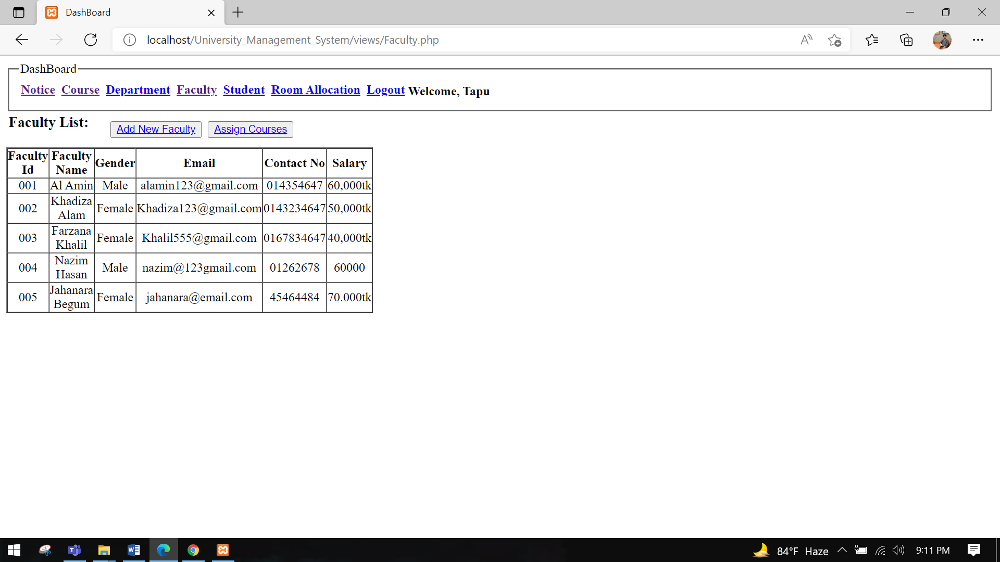 DashBoard
localhost/University_Management_System/views/Faculty.php
DashBoard
Notice Course Department Faculty Student Room Allocation Logout Welcome, Tapu
Faculty List: Add New Faculty Assign Courses
Faculty Id Faculty Name Gender Email Contact No Salary
001 Al Amin Male alamin123@gmail.com 014354647 60,000tk
002 Khadiza Alam Female Khadiza123@gmail.com 0143234647 50,000tk
003 Farzana Khalil Female Khalil555@gmail.com 0167834647 40,000tk
004 Nazim Hasan Male nazim@123gmail.com 01262678 60000
005 Jahanara Begum Female jahanara@email.com 45464484 70.000tk
84°F Haze 9:11 PM